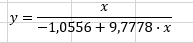 y = x / −1,0556 + 9,7778 · x